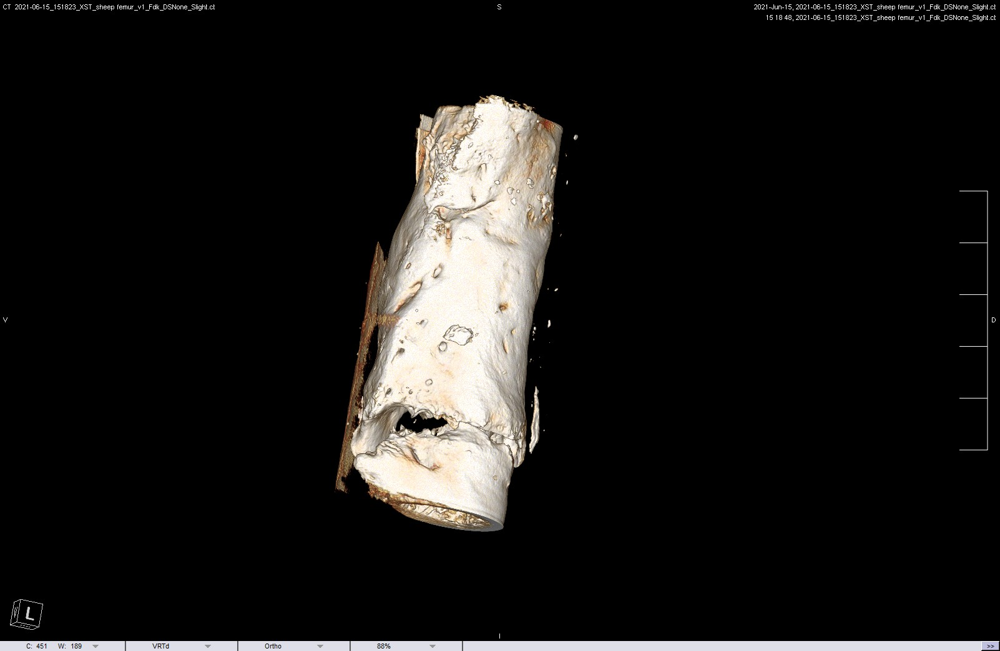 CT 2021-06-15_151823_XST_sheep femur_v1_Fdk_DSNone_Slight.ct
S
2021-Jun-15, 2021-06-15_151823_XST_sheep femur_v1_Fdk_DSNone_Slight.ct
15 18 48, 2021-06-15_151823_XST_sheep femur_v1_Fdk_DSNone_Slight.ct
V
D
L
I
C: 451 W: 189 VRTd Ortho 88% >>